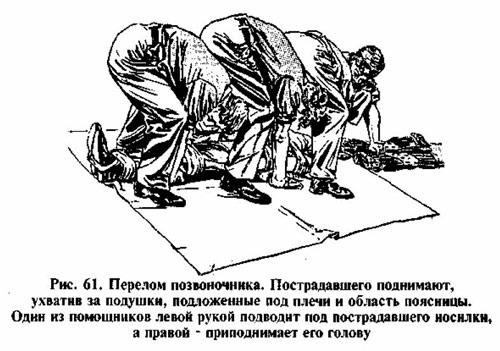 Рис. 61. Перелом позвоночника. Пострадавшего поднимают,
ухватив за подушки, подложенные под плечи и область поясницы.
Один из помощников левой рукой подводит под пострадавшего носилки,
а правой - приподнимает его голову